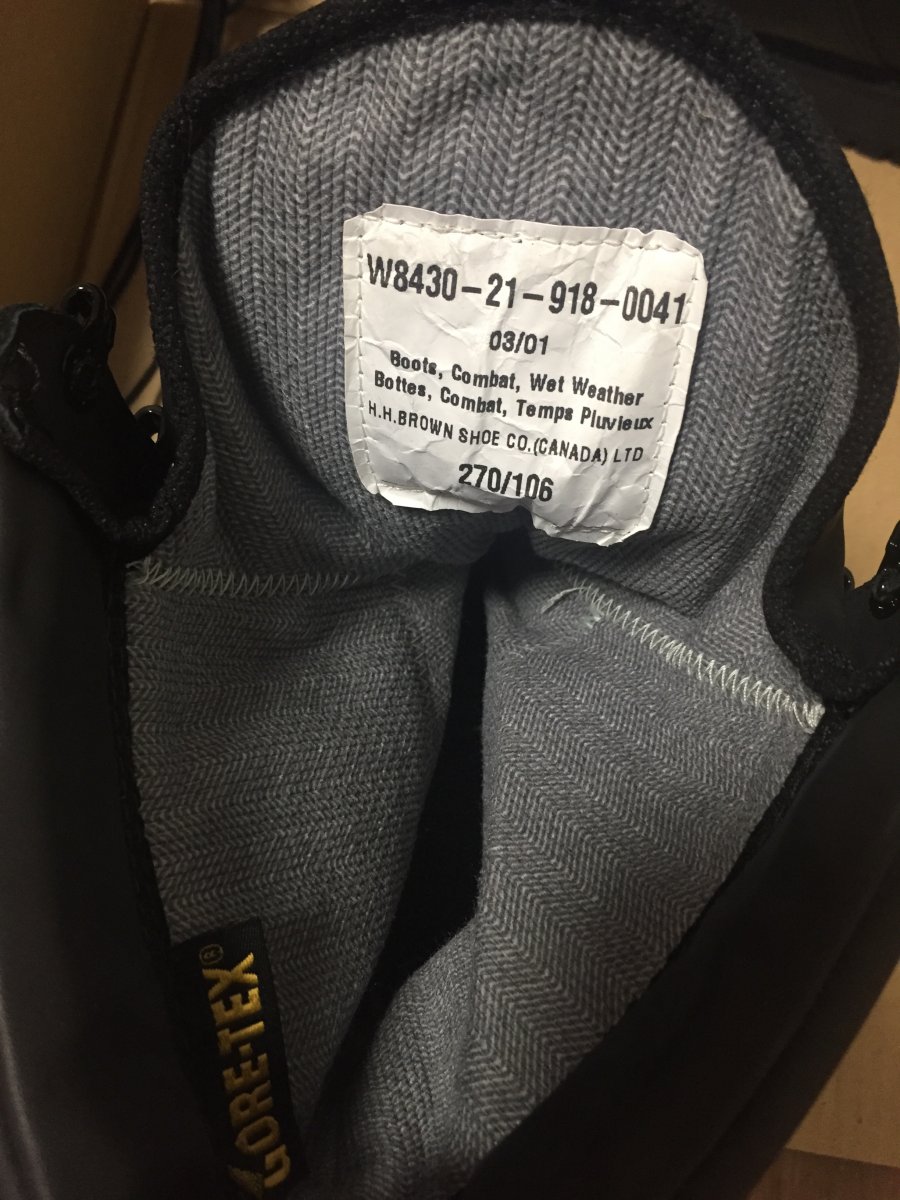 W8430-21-918-0041
03/01
Boots, Combat, Wet Weather
Bottes, Combat, Temps Pluvieux
H.H.BROWN SHOE CO.(CANADA) LTD
270/106
GORE-TEX®